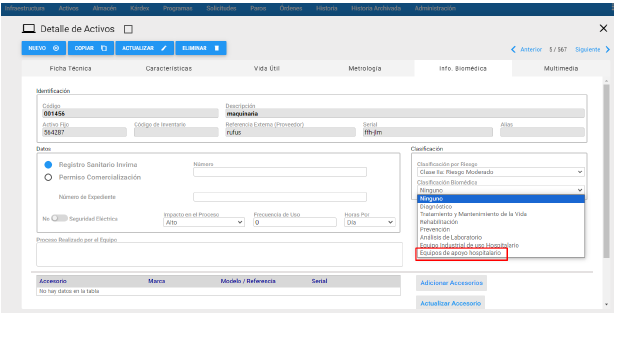 Infraestructura Activos Almacén Kárdex Programas Solicitudes Paros Órdenes Historia Historia Archivada Administración
Detalle de Activos
NUEVO COPIAR ACTUALIZAR ELIMINAR
Anterior 5 / 567 Siguiente
Ficha Técnica Características Vida Útil Metrología Info. Biomédica Multimedia
Identificación
Código Descripción
001456 maquinaria
Activo Fijo Código de Inventario Referencia Externa (Proveedor) Serial Alias
564287 rufus ffh-jlm
Datos Clasificación
Registro Sanitario Invima Número
Permiso Comercialización
Número de Expediente
No Seguridad Eléctrica
Impacto en el Proceso Frecuencia de Uso Horas Por
Alto 0 Día
Proceso Realizado por el Equipo
Clasificación por Riesgo
Clase IIa: Riesgo Moderado
Clasificación Biomédica
Ninguno
Ninguno
Diagnóstico
Tratamiento y Mantenimiento de la Vida
Rehabilitación
Prevención
Análisis de Laboratorio
Equipo Industrial de uso Hospitalario
Equipos de apoyo hospitalario
Accesorio Marca Modelo / Referencia Serial
No hay datos en la tabla
Adicionar Accesorios
Actualizar Accesorio